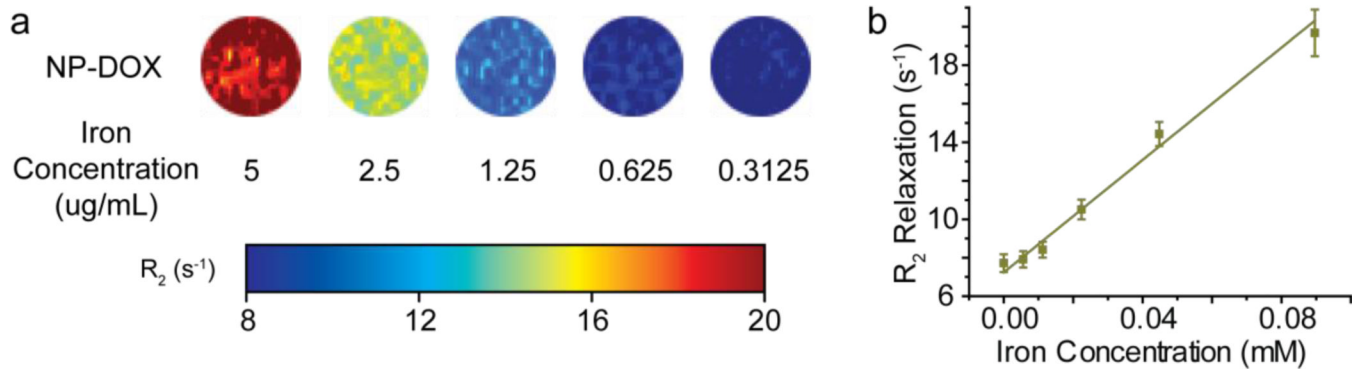 a
NP-DOX
Iron
Concentration
(ug/mL)
5 2.5 1.25 0.625 0.3125
R₂ (s⁻¹)
8 12 16 20
b
R₂ Relaxation (s⁻¹)
18
14
10
6
0.00 0.04 0.08
Iron Concentration (mM)